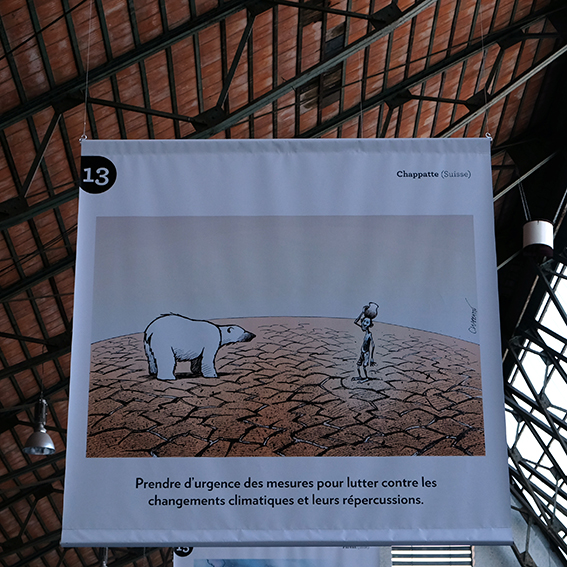 13
Chappatte (Suisse)
Prendre d'urgence des mesures pour lutter contre les
changements climatiques et leurs répercussions.